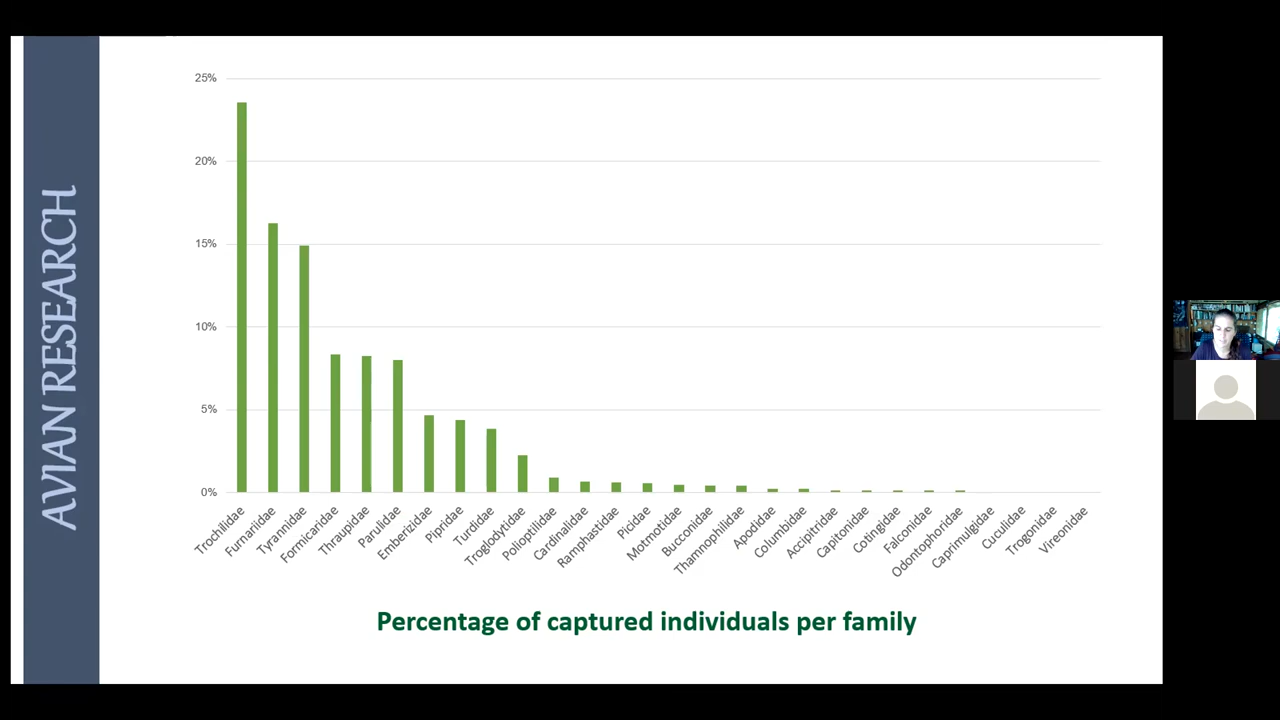 AVIAN RESEARCH
25%
20%
15%
10%
5%
0%
Trochilidae
Furnariidae
Tyrannidae
Formicaridae
Thraupidae
Parulidae
Emberizidae
Pipridae
Turdidae
Troglodytidae
Polioptilidae
Cardinalidae
Ramphastidae
Picidae
Motmotidae
Bucconidae
Thamnophilidae
Apodidae
Columbidae
Accipitridae
Capitonidae
Cotingidae
Falconidae
Odontophoridae
Caprimulgidae
Cuculidae
Trogonidae
Vireonidae
Percentage of captured individuals per family